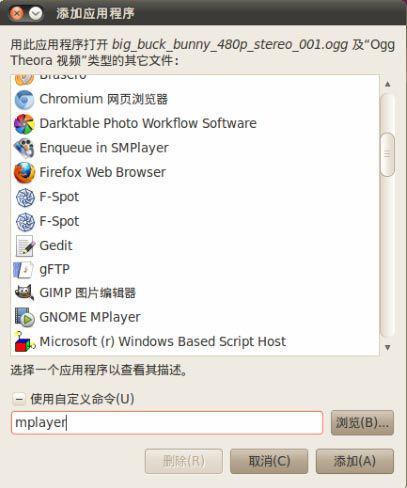 添加应用程序
用此应用程序打开 big_buck_bunny_480p_stereo_001.ogg 及“Ogg
Theora 视频”类型的其它文件:
Brasero
Chromium 网页浏览器
Darktable Photo Workflow Software
Enqueue in SMPlayer
Firefox Web Browser
F-Spot
F-Spot
Gedit
gFTP
GIMP 图片编辑器
GNOME MPlayer
Microsoft (r) Windows Based Script Host
选择一个应用程序以查看其描述。
使用自定义命令(U)
mplayer
浏览(B)...
删除(R)
取消(C)
添加(A)